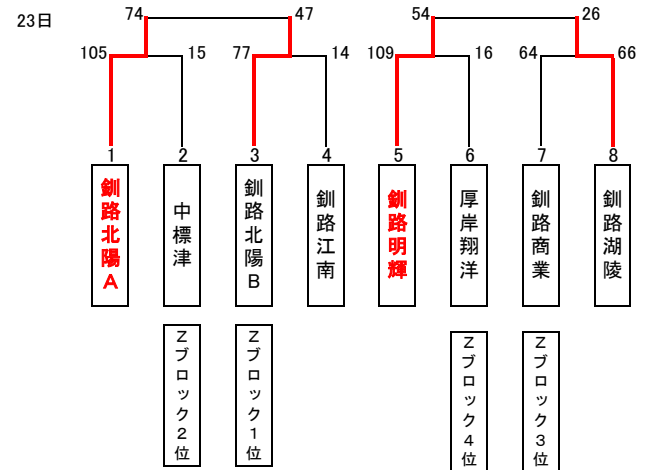 23日
74 47 54 26
105 15 77 14 109 16 64 66
1 2 3 4 5 6 7 8
釧路北陽A
中標津
釧路北陽B
釧路江南
釧路明輝
厚岸翔洋
釧路商業
釧路湖陵
Zブロック2位
Zブロック1位
Zブロック4位
Zブロック3位